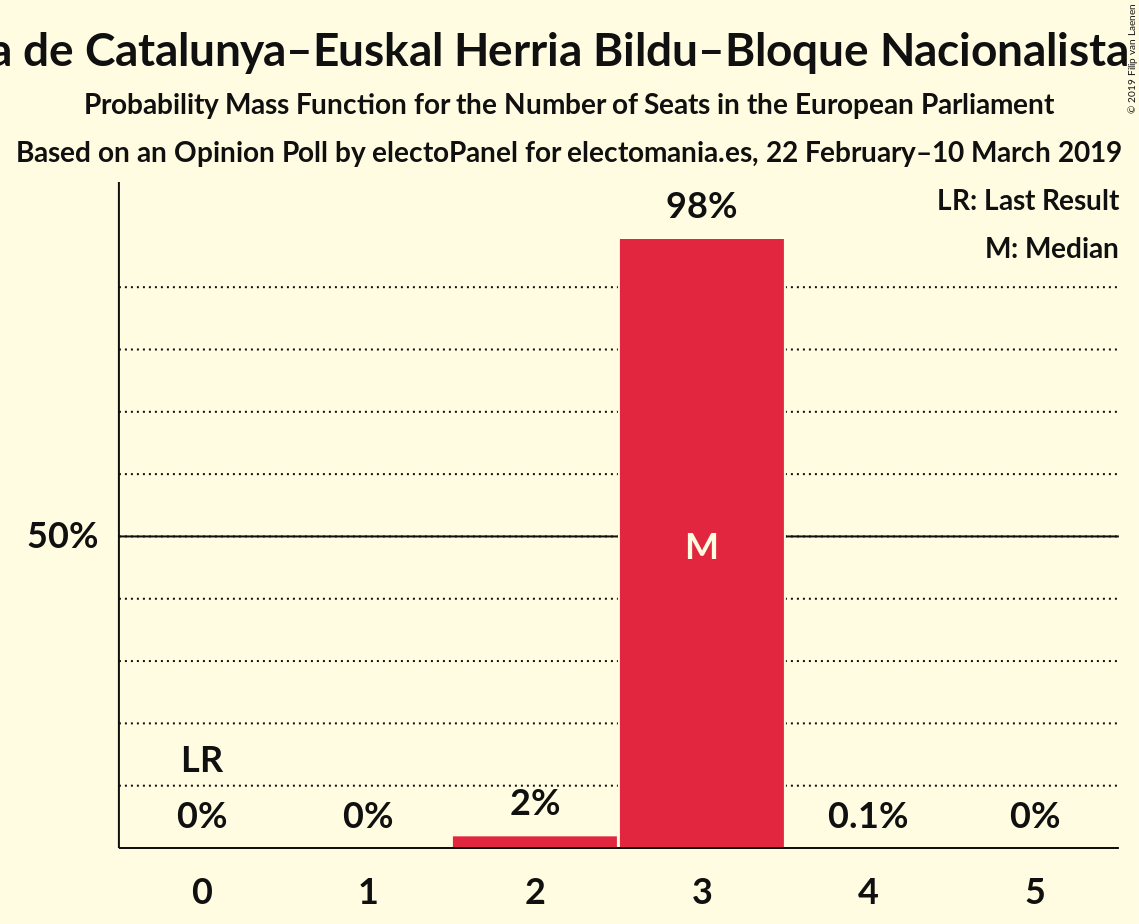 a de Catalunya–Euskal Herria Bildu–Bloque Nacionalista
Probability Mass Function for the Number of Seats in the European Parliament
Based on an Opinion Poll by electoPanel for electomania.es, 22 February–10 March 2019
© 2019 Filip van Laenen
LR: Last Result
M: Median
98%
50%
M
LR
0%
0%
2%
0.1%
0%
0
1
2
3
4
5